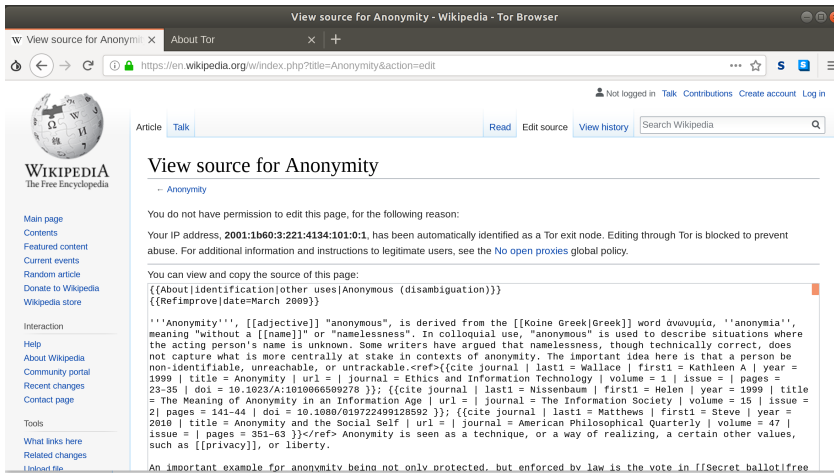 View source for Anonymity - Wikipedia - Tor Browser
W View source for Anonymit × About Tor × +
https://en.wikipedia.org/w/index.php?title=Anonymity&action=edit
Not logged in Talk Contributions Create account Log in
Article Talk Read Edit source View history Search Wikipedia
WIKIPEDIA
The Free Encyclopedia
Main page
Contents
Featured content
Current events
Random article
Donate to Wikipedia
Wikipedia store
Interaction
Help
About Wikipedia
Community portal
Recent changes
Contact page
Tools
What links here
Related changes
Upload file
View source for Anonymity
← Anonymity
You do not have permission to edit this page, for the following reason:
Your IP address, 2001:1b60:3:221:4134:101:0:1, has been automatically identified as a Tor exit node. Editing through Tor is blocked to prevent
abuse. For additional information and instructions to legitimate users, see the No open proxies global policy.
You can view and copy the source of this page:
{{About|identification|other uses|Anonymous (disambiguation)}}
{{Refimprove|date=March 2009}}
'''Anonymity''', [[adjective]] "anonymous", is derived from the [[Koine Greek|Greek]] word ἀνωνυμία, ''anonymia'',
meaning "without a [[name]]" or "namelessness". In colloquial use, "anonymous" is used to describe situations where
the acting person's name is unknown. Some writers have argued that namelessness, though technically correct, does
not capture what is more centrally at stake in contexts of anonymity. The important idea here is that a person be
non-identifiable, unreachable, or untrackable.<ref>{{cite journal | last1 = Wallace | first1 = Kathleen A | year =
1999 | title = Anonymity | url = | journal = Ethics and Information Technology | volume = 1 | issue = | pages =
23–35 | doi = 10.1023/A:1010066509278 }}; {{cite journal | last1 = Nissenbaum | first1 = Helen | year = 1999 | title
= The Meaning of Anonymity in an Information Age | url = | journal = The Information Society | volume = 15 | issue =
2| pages = 141–44 | doi = 10.1080/019722499128592 }}; {{cite journal | last1 = Matthews | first1 = Steve | year =
2010 | title = Anonymity and the Social Self | url = | journal = American Philosophical Quarterly | volume = 47 |
issue = | pages = 351–63 }}</ref> Anonymity is seen as a technique, or a way of realizing, a certain other values,
such as [[privacy]], or liberty.
An important example for anonymity being not only protected, but enforced by law is the vote in [[Secret ballot|free